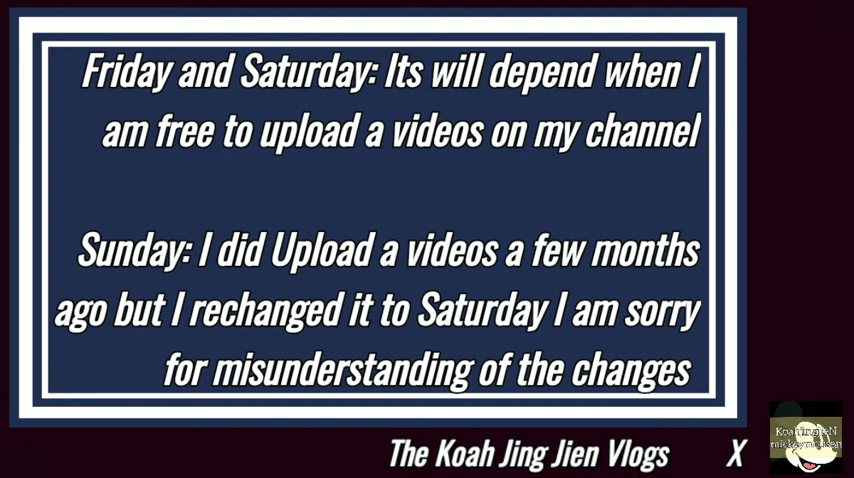 Friday and Saturday: Its will depend when I
am free to upload a videos on my channel
Sunday: I did Upload a videos a few months
ago but I rechanged it to Saturday I am sorry
for misunderstanding of the changes
The Koah Jing Jien Vlogs X